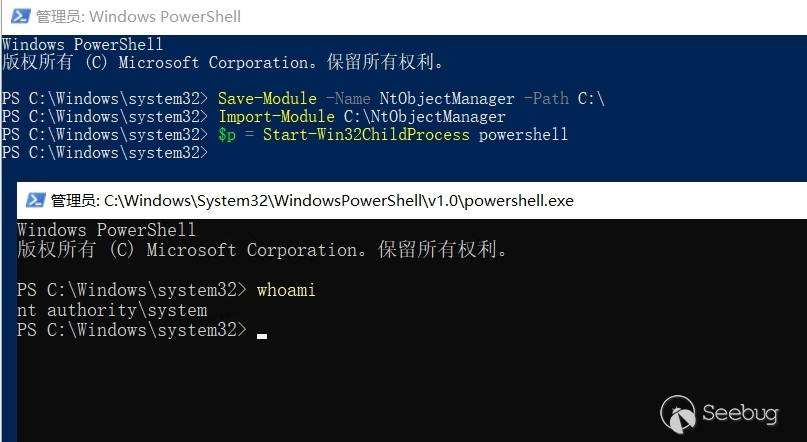 管理员: Windows PowerShell
Windows PowerShell
版权所有 (C) Microsoft Corporation。保留所有权利。
PS C:\Windows\system32> Save-Module -Name NtObjectManager -Path C:\
PS C:\Windows\system32> Import-Module C:\NtObjectManager
PS C:\Windows\system32> $p = Start-Win32ChildProcess powershell
PS C:\Windows\system32>
管理员: C:\Windows\System32\WindowsPowerShell\v1.0\powershell.exe
Windows PowerShell
版权所有 (C) Microsoft Corporation。保留所有权利。
PS C:\Windows\system32> whoami
nt authority\system
PS C:\Windows\system32>
Seebug